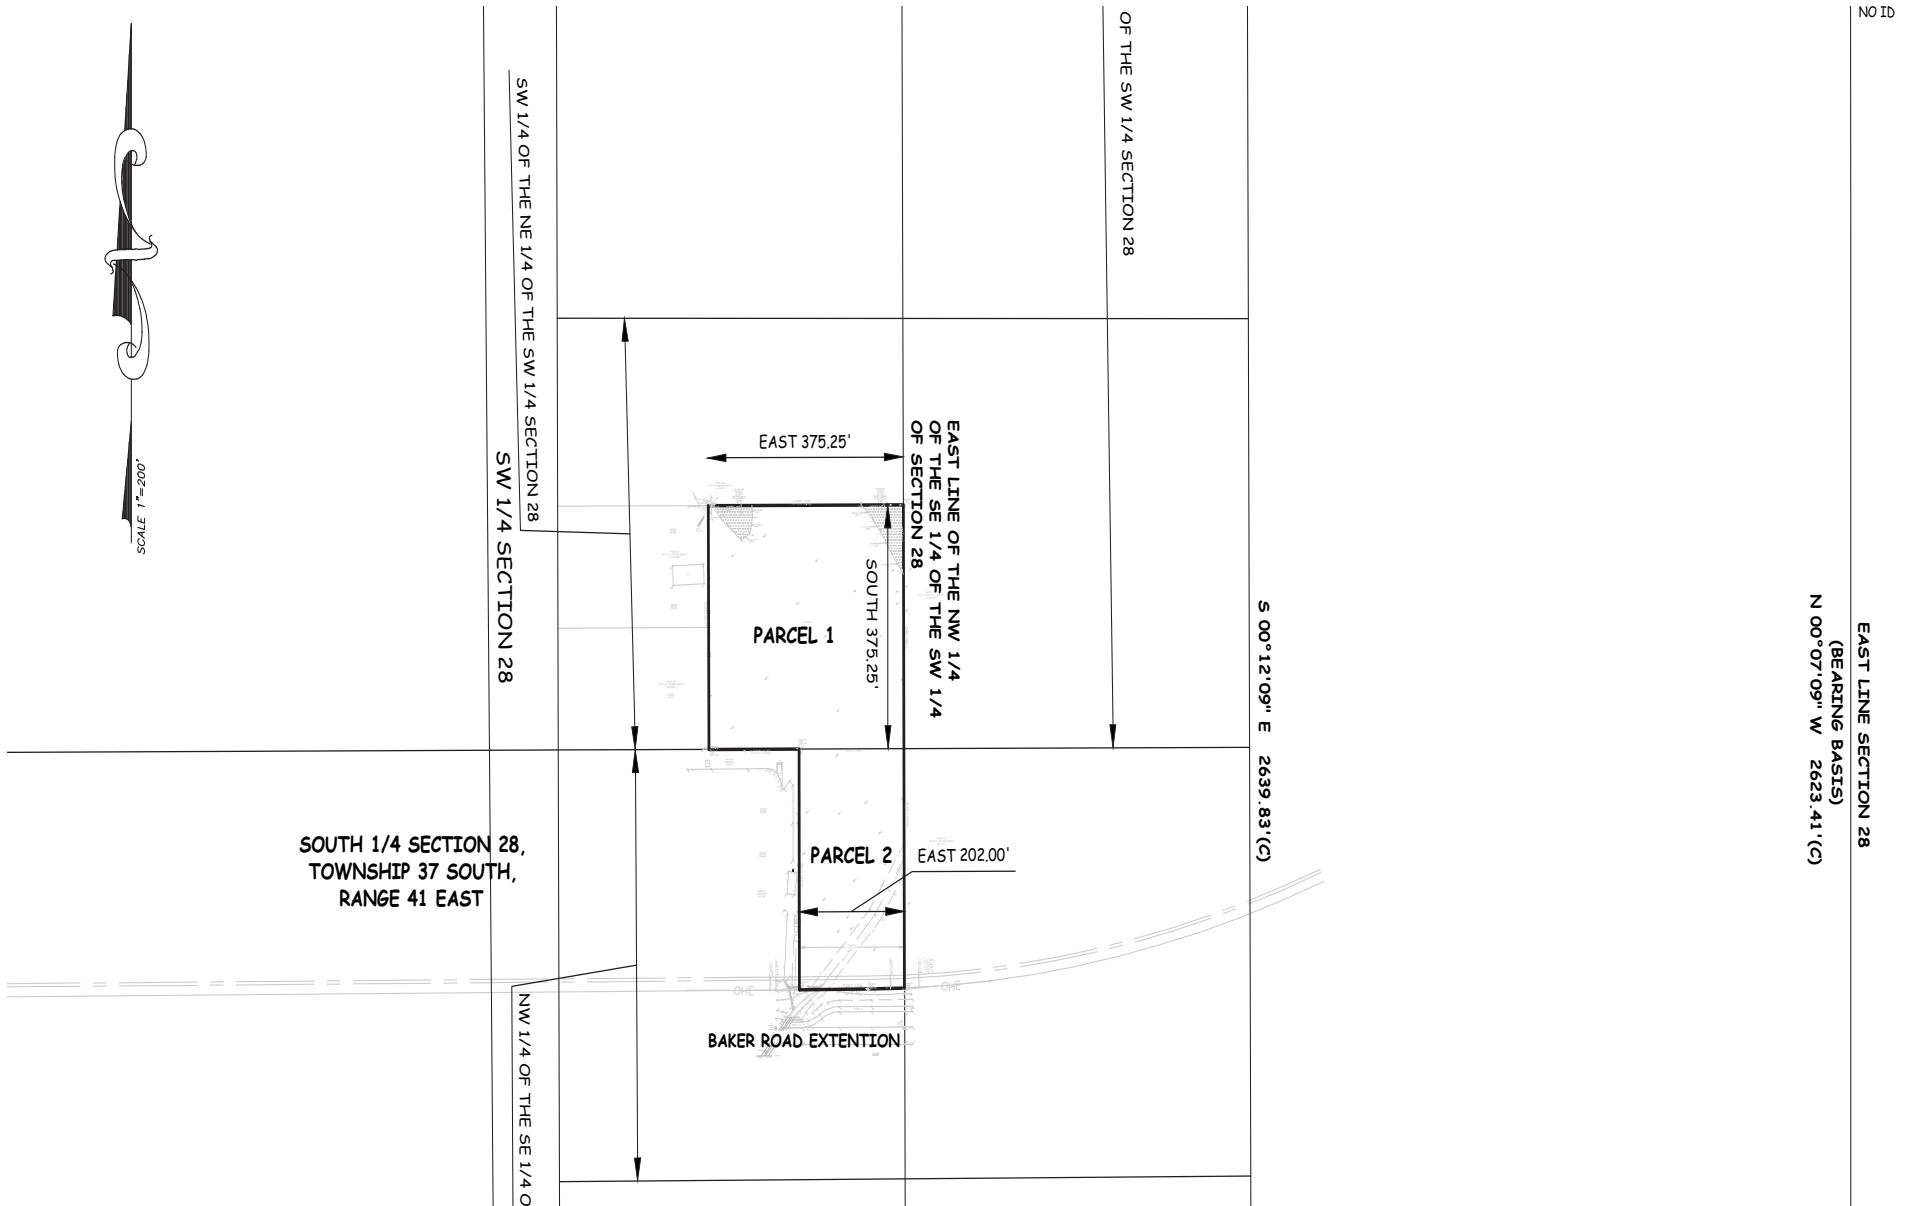 NO ID
OF THE SW 1/4 SECTION 28
SW 1/4 OF THE NE 1/4 OF THE SW 1/4 SECTION 28
SCALE 1"=200'
SW 1/4 SECTION 28
EAST 375.25'
EAST LINE OF THE NW 1/4
OF THE SE 1/4 OF THE SW 1/4
OF SECTION 28
SOUTH 375.25'
PARCEL 1
S 00°12'09" E 2639.83'(C)
EAST LINE SECTION 28
(BEARING BASIS)
N 00°07'09" W 2623.41'(C)
SOUTH 1/4 SECTION 28,
TOWNSHIP 37 SOUTH,
RANGE 41 EAST
PARCEL 2
EAST 202.00'
OHE
OHE
BAKER ROAD EXTENTION
NW 1/4 OF THE SE 1/4 O